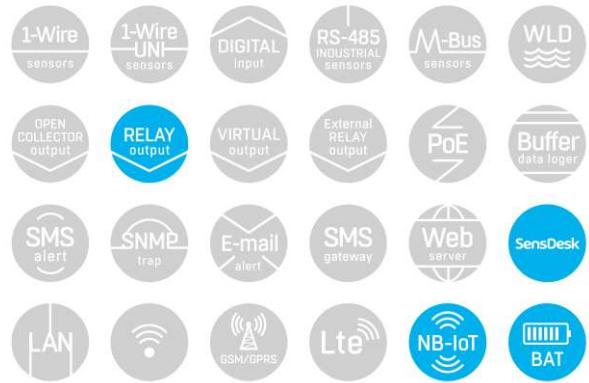 1-Wire
sensors
1-Wire
UNI
sensors
DIGITAL
input
RS-485
INDUSTRIAL
sensors
M-Bus
sensors
WLD
OPEN
COLLECTOR
output
RELAY
output
VIRTUAL
output
External
RELAY
output
PoE
Buffer
data loger
SMS
alert
SNMP
trap
E-mail
alert
SMS
gateway
Web
server
SensDesk
LAN
GSM/GPRS
Lte
NB-IoT
BAT